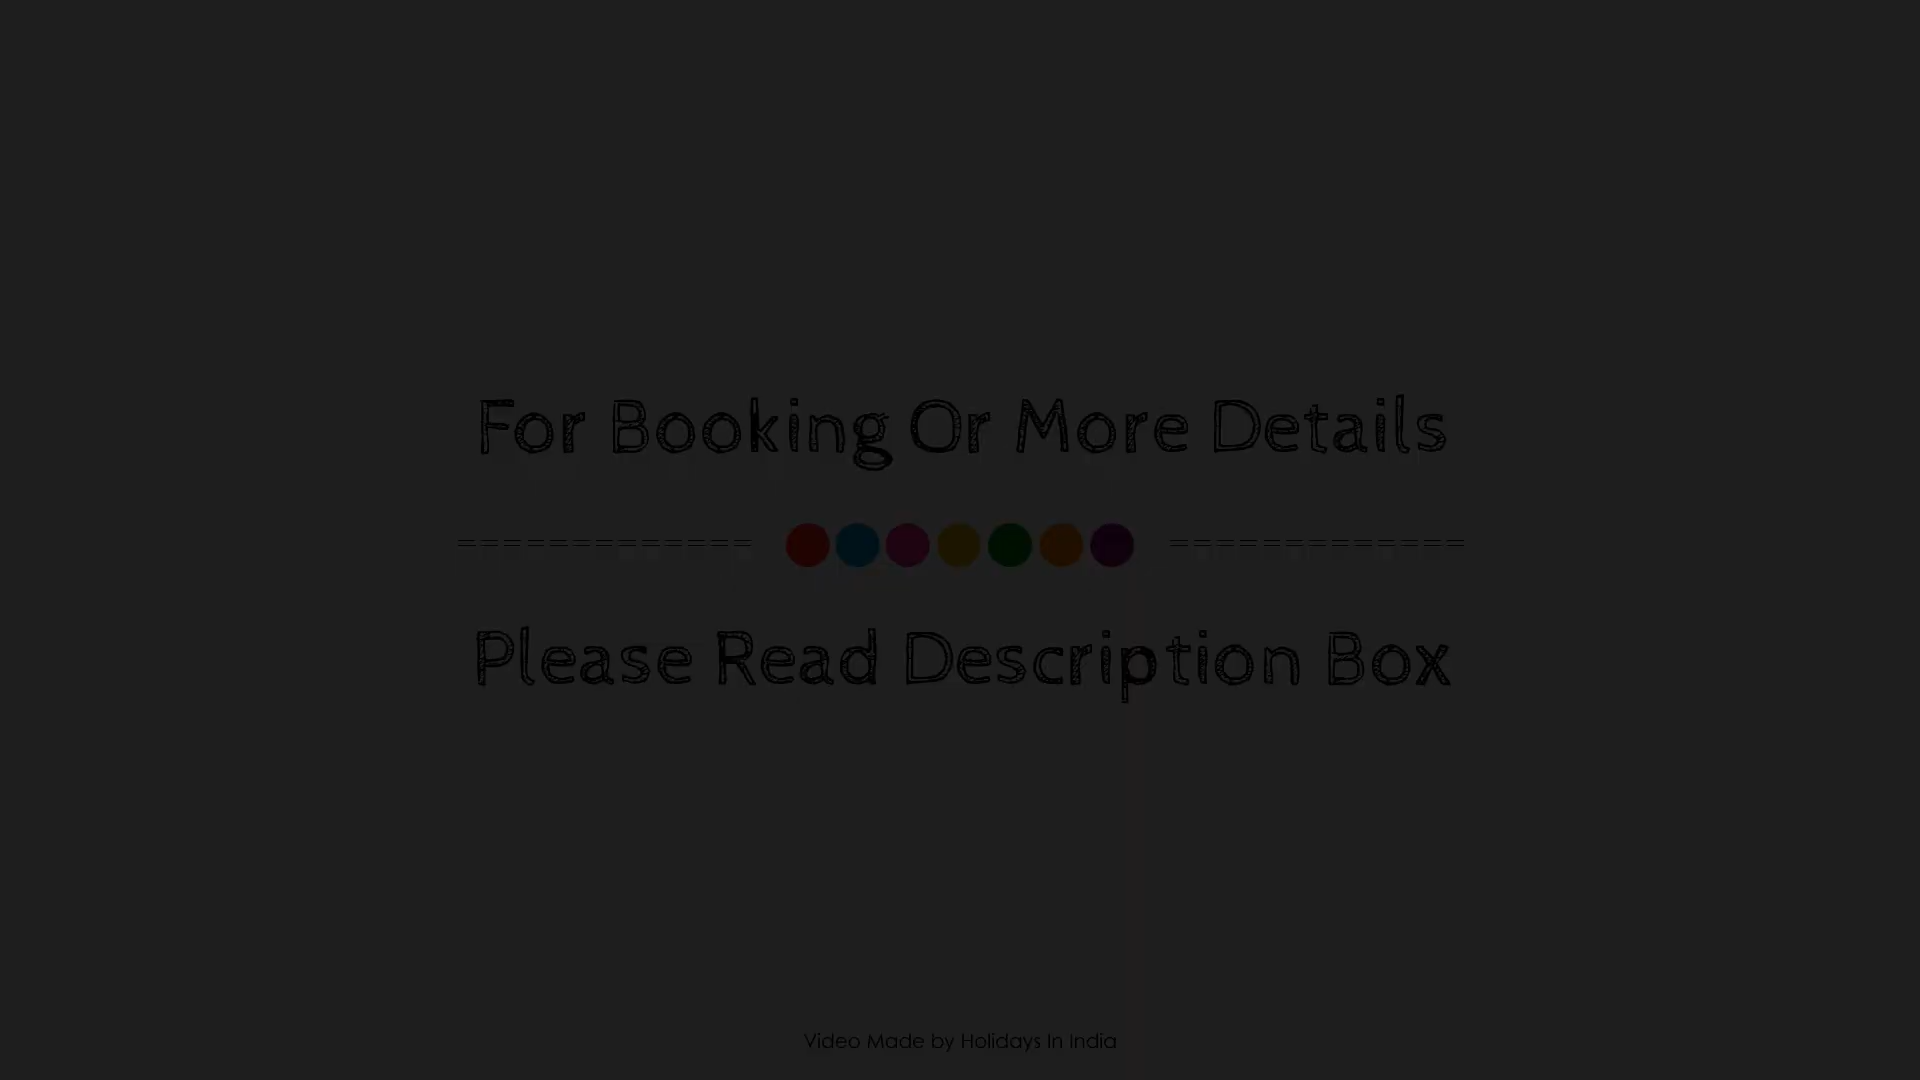 For Booking Or More Details
============= =============
Please Read Description Box
Video Made by Holidays In India